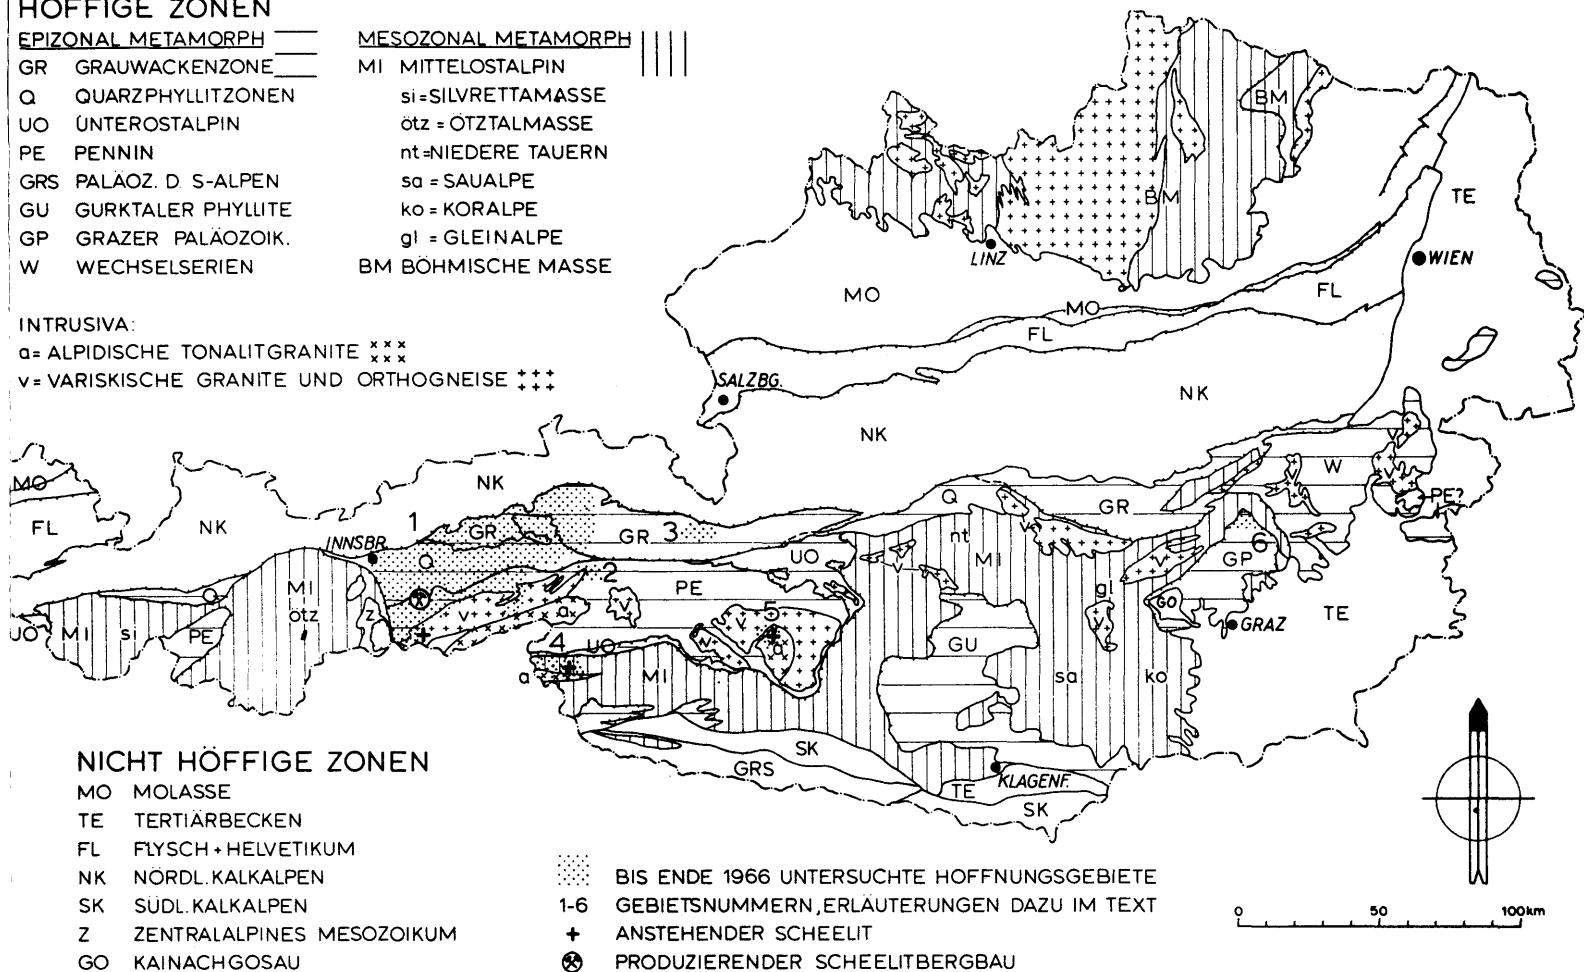 HÖFFIGE ZONEN
EPIZONAL METAMORPH
GR GRAUWACKENZONE
Q QUARZPHYLLITZONEN
UO UNTEROSTALPIN
PE PENNIN
GRS PALÄOZ. D. S-ALPEN
GU GURKTALER PHYLLITE
GP GRAZER PALÄOZOIK.
W WECHSELSERIEN
MESOZONAL METAMORPH
MI MITTELOSTALPIN
si=SILVRETTAMASSE
ötz = ÖTZTALMASSE
nt=NIEDERE TAUERN
sa = SAUALPE
ko = KORALPE
gl = GLEINALPE
BM BÖHMISCHE MASSE
INTRUSIVA:
a= ALPIDISCHE TONALITGRANITE
v= VARISKISCHE GRANITE UND ORTHOGNEISE
BM
BM
TE
LINZ
WIEN
MO
MO
FL
FL
SALZBG.
NK
NK
MO
NK
FL
NK
1
GR
GR 3
Q
GR
W
PE?
INNSBR.
Q
UO
nt
MI
v
v
v
6
GP
MI
ötz
2
PE
v
a
v
gl
GO
TE
Q
z
5
v
v
a
GRAZ
UO
MI
si
PE
4
UO
GU
v
a
MI
sa
ko
SK
GRS
KLAGENF.
TE
SK
NICHT HÖFFIGE ZONEN
MO MOLASSE
TE TERTIÄRBECKEN
FL FLYSCH+HELVETIKUM
NK NÖRDL.KALKALPEN
SK SÜDL.KALKALPEN
Z ZENTRALALPINES MESOZOIKUM
GO KAINACHGOSAU
BIS ENDE 1966 UNTERSUCHTE HOFFNUNGSGEBIETE
1-6 GEBIETSNUMMERN,ERLÄUTERUNGEN DAZU IM TEXT
+ ANSTEHENDER SCHEELIT
PRODUZIERENDER SCHEELITBERGBAU
0 50 100km